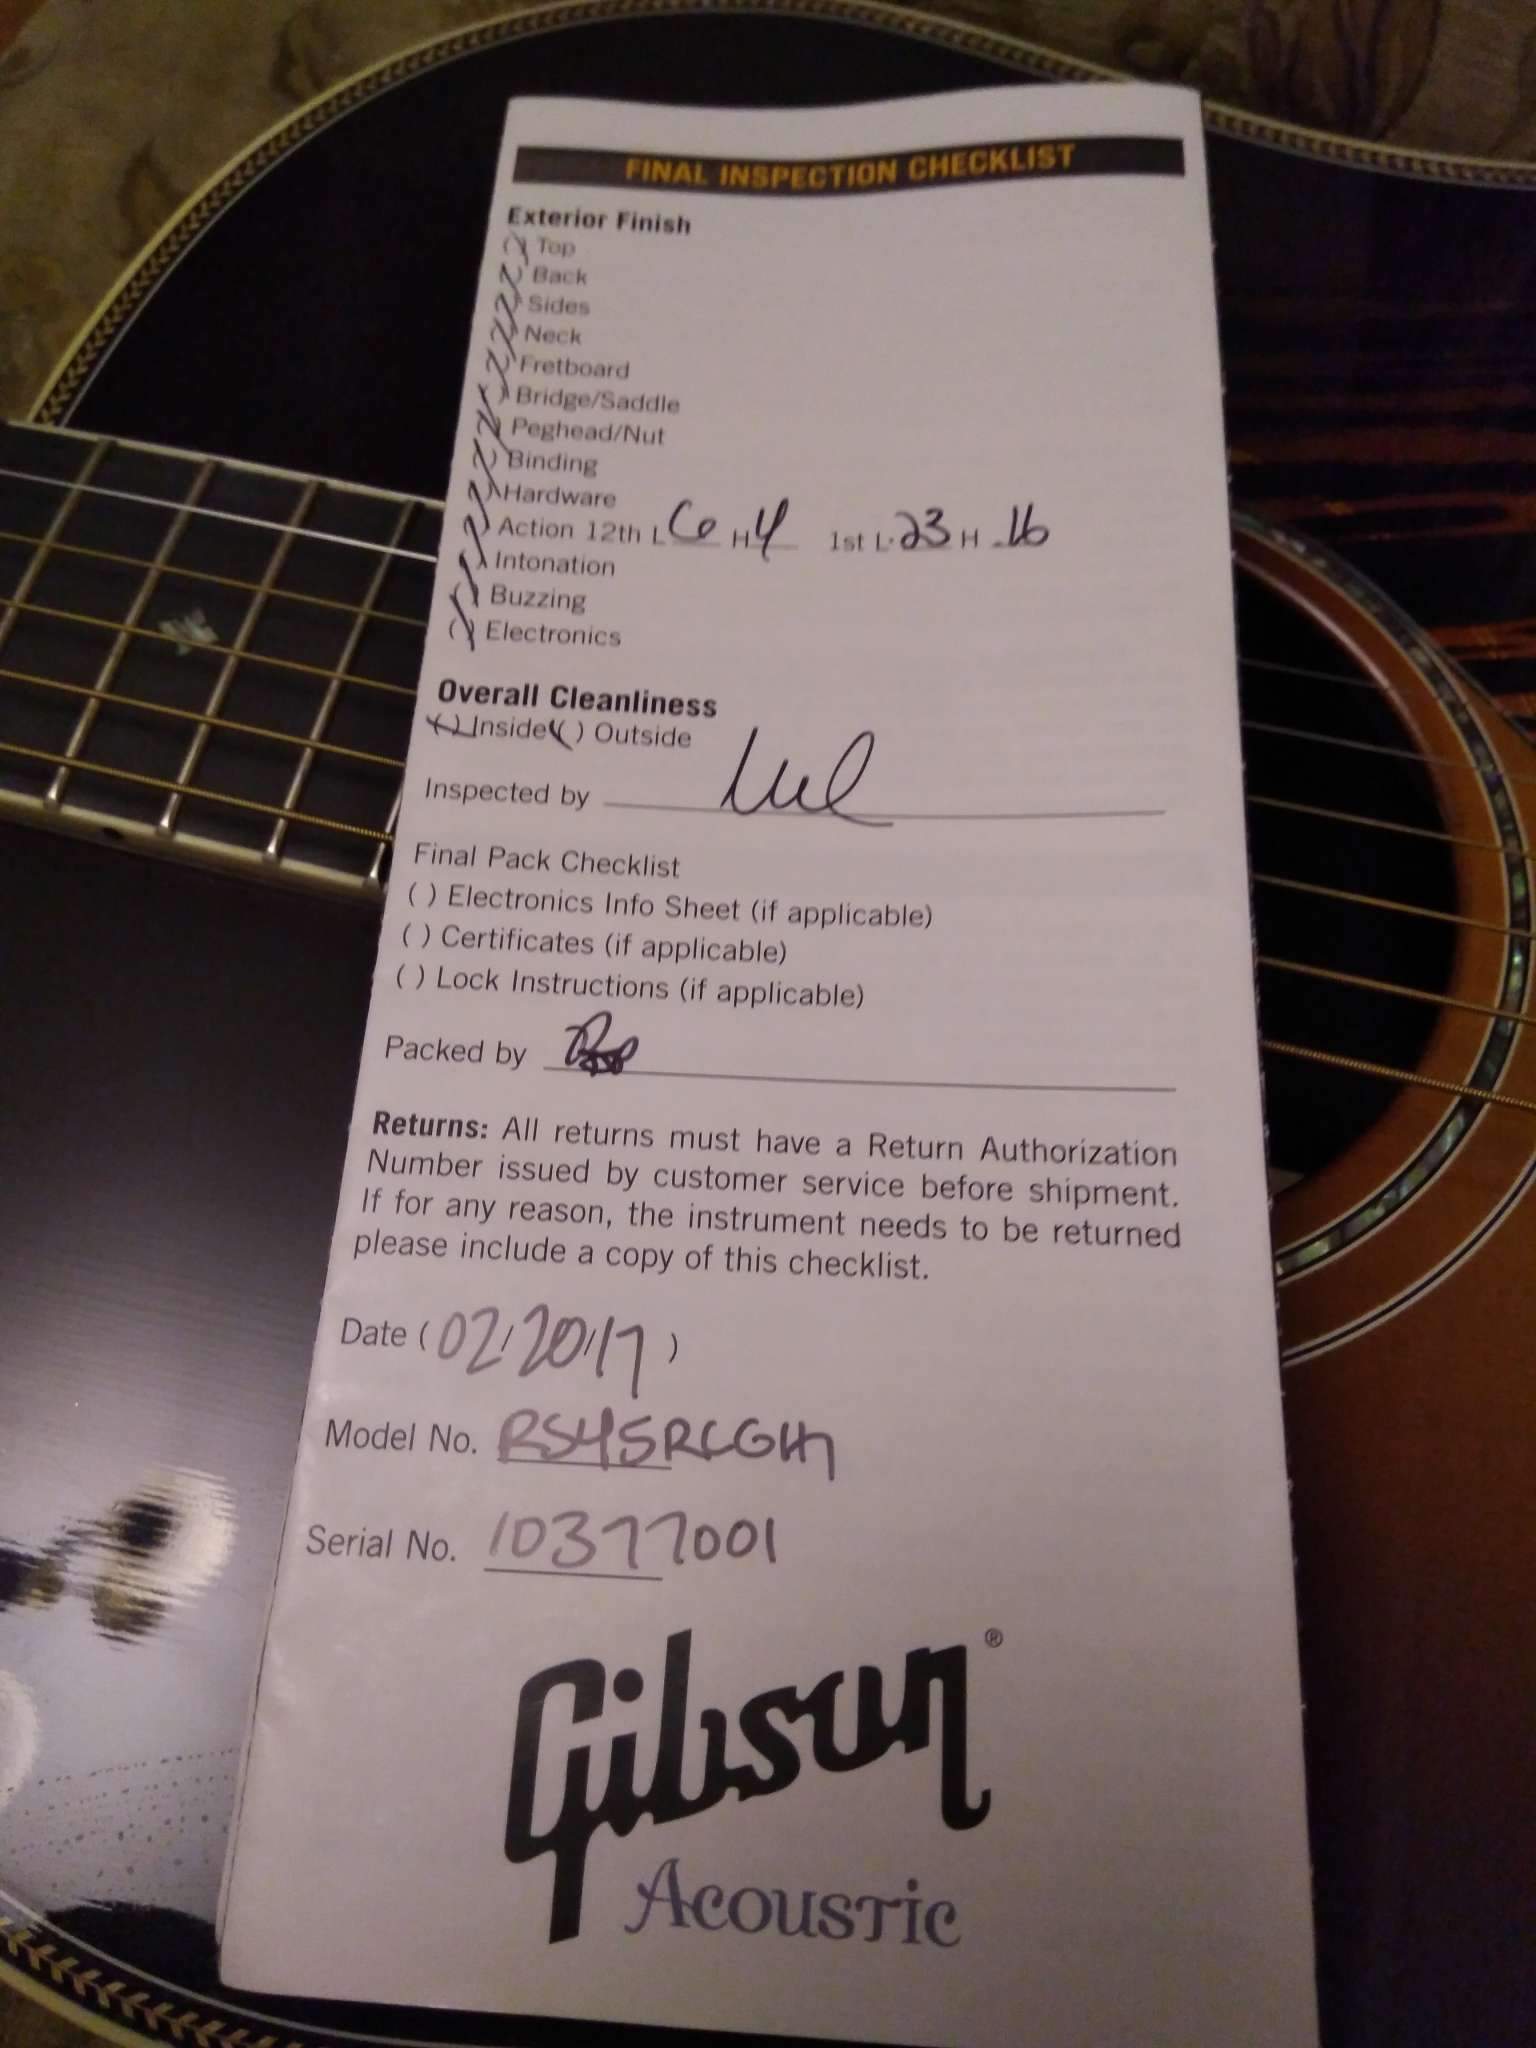 FINAL INSPECTION CHECKLIST
Exterior Finish
( ) Top
( ) Back
( ) Sides
( ) Neck
( ) Fretboard
( ) Bridge/Saddle
( ) Peghead/Nut
( ) Binding
( ) Hardware
( ) Action 12th L 6 H 4 1st L .23 H .16
( ) Intonation
( ) Buzzing
( ) Electronics
Overall Cleanliness
( ) Inside ( ) Outside
Inspected by
Final Pack Checklist
( ) Electronics Info Sheet (if applicable)
( ) Certificates (if applicable)
( ) Lock Instructions (if applicable)
Packed by
Returns: All returns must have a Return Authorization
Number issued by customer service before shipment.
If for any reason, the instrument needs to be returned
please include a copy of this checklist.
Date ( 02/20/17 )
Model No. RS45RCGH7
Serial No. 10377001
Gibson®
Acoustic